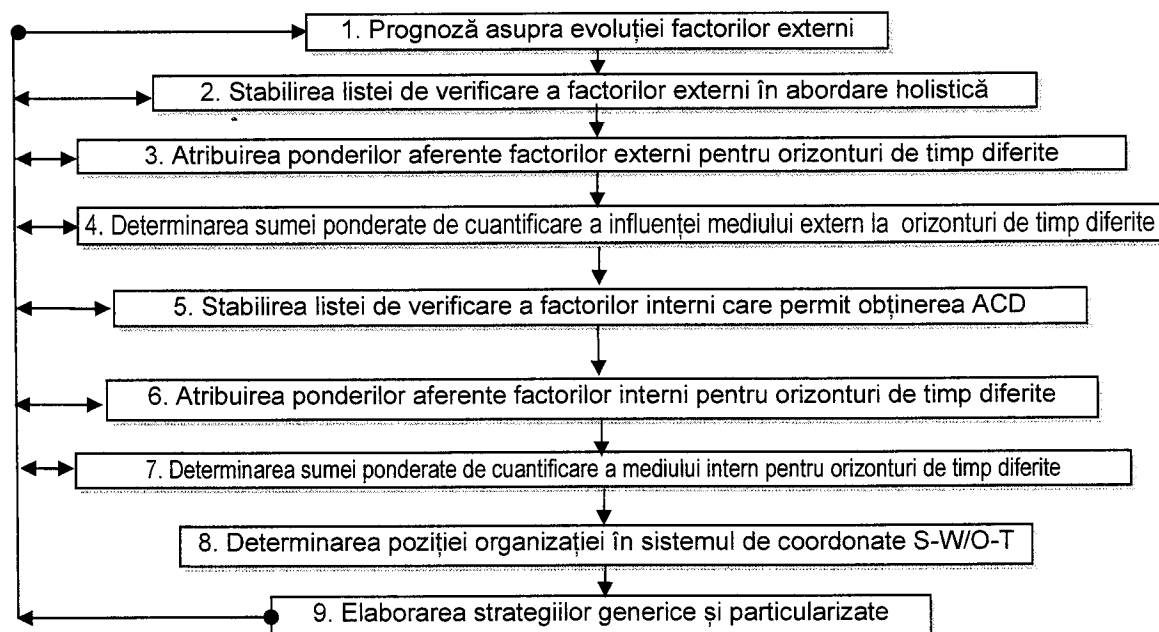 1. Prognoză asupra evoluției factorilor externi
2. Stabilirea listei de verificare a factorilor externi în abordare holistică
3. Atribuirea ponderilor aferente factorilor externi pentru orizonturi de timp diferite
4. Determinarea sumei ponderate de cuantificare a influenței mediului extern la orizonturi de timp diferite
5. Stabilirea listei de verificare a factorilor interni care permit obținerea ACD
6. Atribuirea ponderilor aferente factorilor interni pentru orizonturi de timp diferite
7. Determinarea sumei ponderate de cuantificare a mediului intern pentru orizonturi de timp diferite
8. Determinarea poziției organizației în sistemul de coordonate S-W/O-T
9. Elaborarea strategiilor generice și particularizate